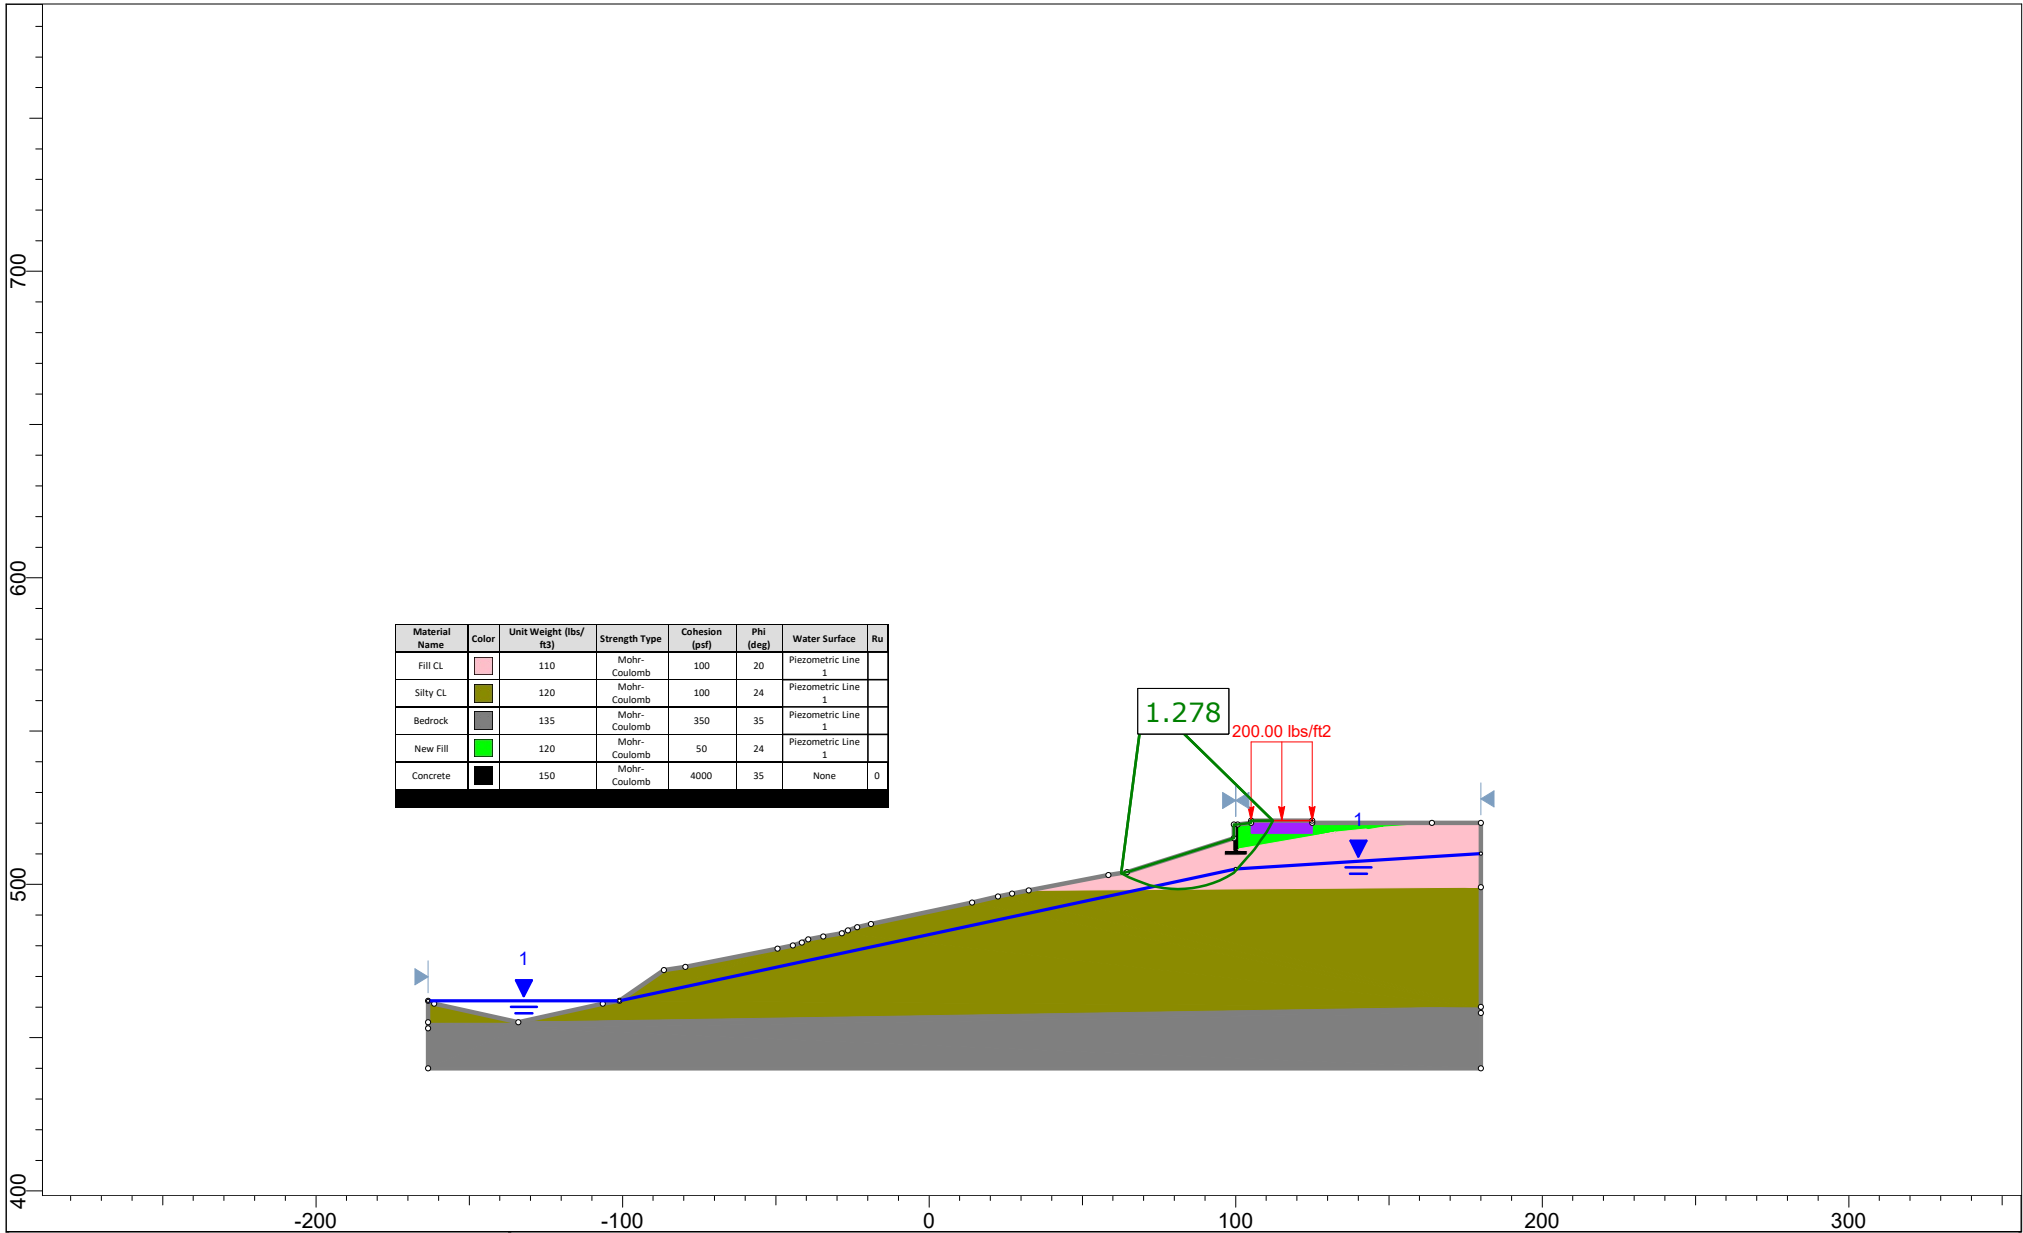 700
600
500
400
Material Name Color Unit Weight (lbs/ft3) Strength Type Cohesion (psf) Phi (deg) Water Surface Ru
Fill CL 110 Mohr-Coulomb 100 20 Piezometric Line 1
Silty CL 120 Mohr-Coulomb 100 24 Piezometric Line 1
Bedrock 135 Mohr-Coulomb 350 35 Piezometric Line 1
New Fill 120 Mohr-Coulomb 50 24 Piezometric Line 1
Concrete 150 Mohr-Coulomb 4000 35 None 0
1.278
200.00 lbs/ft2
1
1
-200 -100 0 100 200 300